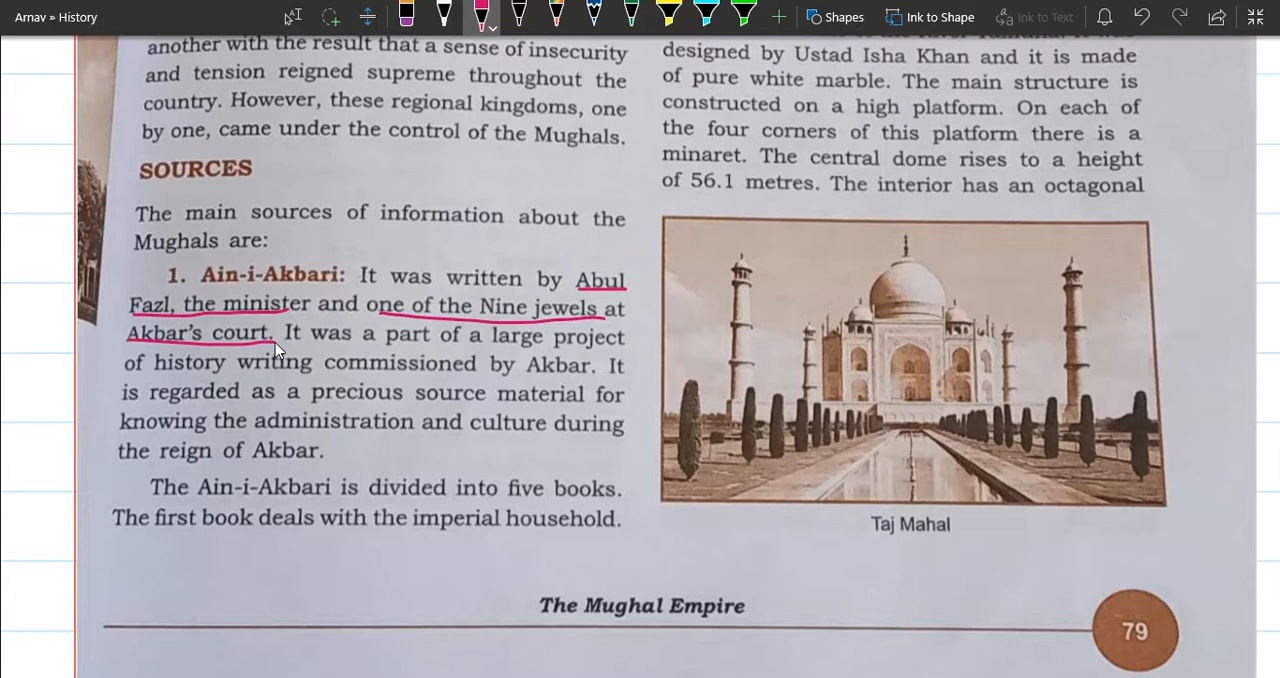 Arnav » History
Shapes
Ink to Shape
Ink to Text
another with the result that a sense of insecurity
and tension reigned supreme throughout the
country. However, these regional kingdoms, one
by one, came under the control of the Mughals.
SOURCES
The main sources of information about the
Mughals are:
1. Ain-i-Akbari: It was written by Abul
Fazl, the minister and one of the Nine jewels at
Akbar's court. It was a part of a large project
of history writing commissioned by Akbar. It
is regarded as a precious source material for
knowing the administration and culture during
the reign of Akbar.
The Ain-i-Akbari is divided into five books.
The first book deals with the imperial household.
designed by Ustad Isha Khan and it is made
of pure white marble. The main structure is
constructed on a high platform. On each of
the four corners of this platform there is a
minaret. The central dome rises to a height
of 56.1 metres. The interior has an octagonal
Taj Mahal
The Mughal Empire
79